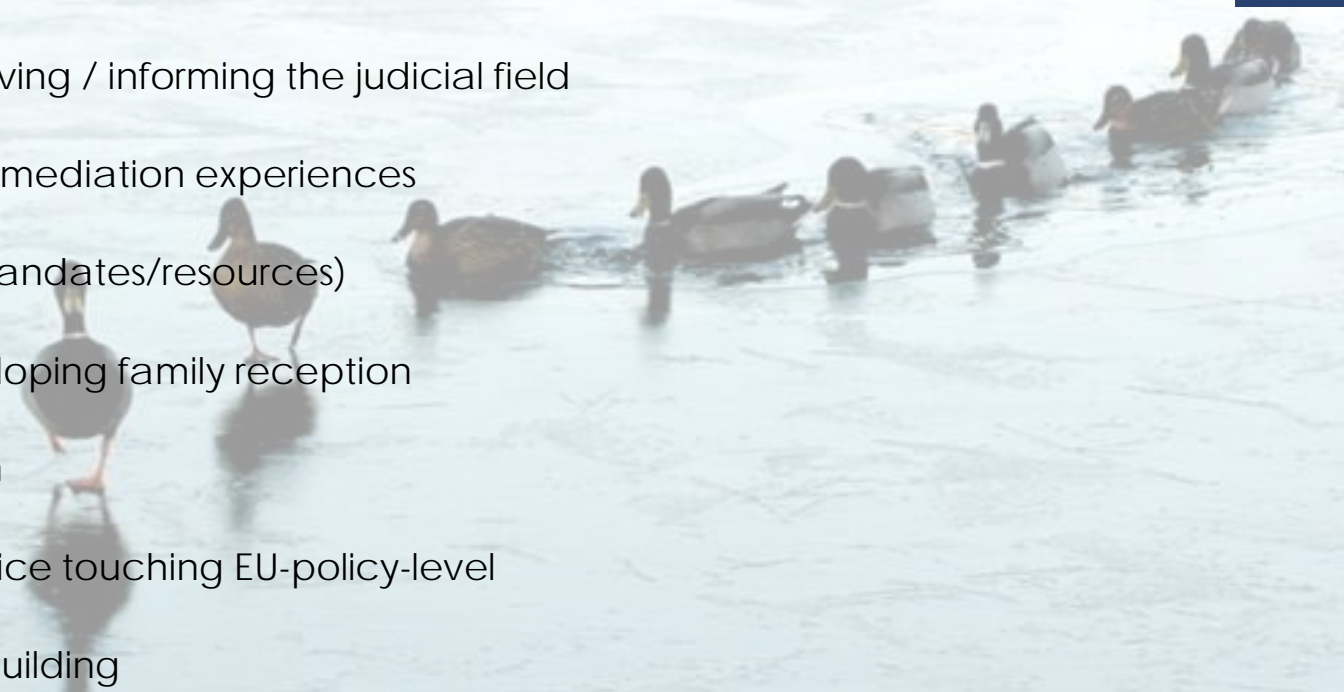 ving / informing the judicial field
mediation experiences
andates/resources)
loping family reception
ice touching EU-policy-level
uilding